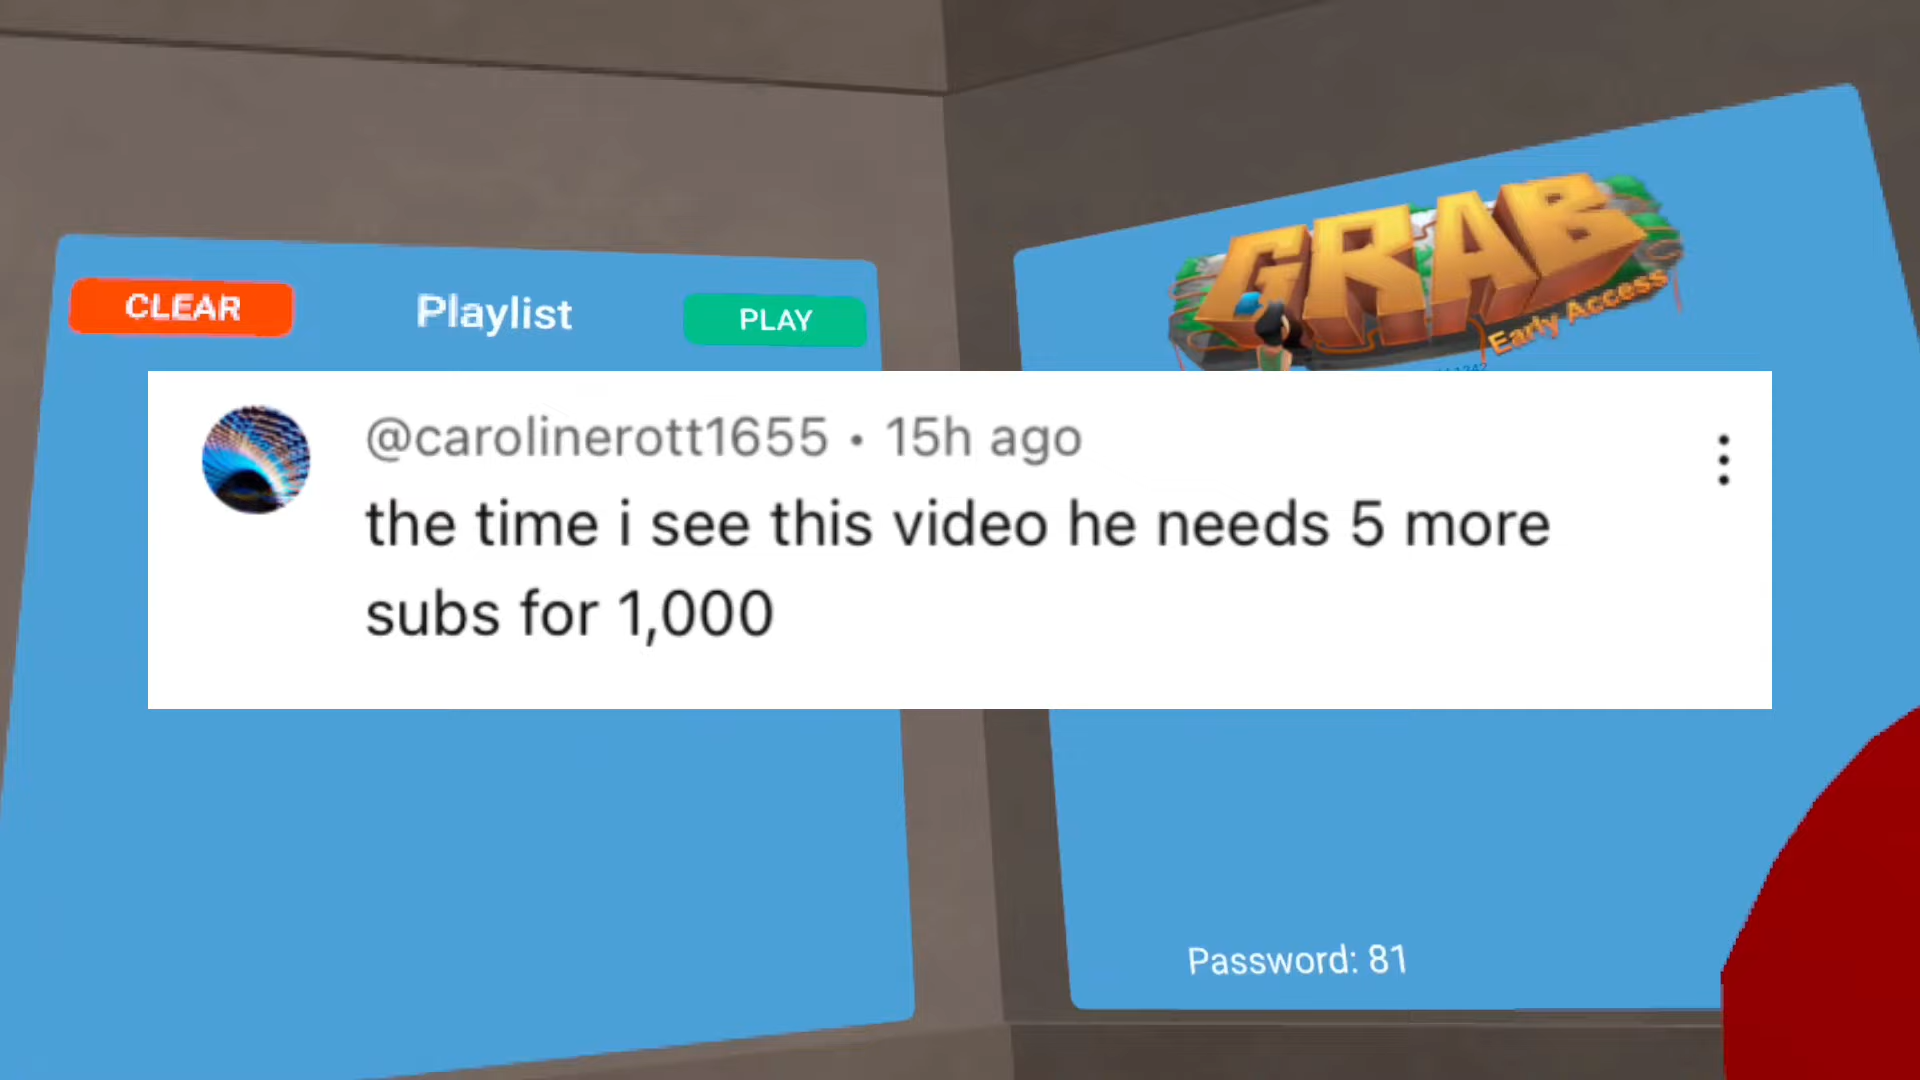 CLEAR
Playlist
PLAY
GRAB
Early Access
@carolinerott1655 • 15h ago
the time i see this video he needs 5 more
subs for 1,000
Password: 81